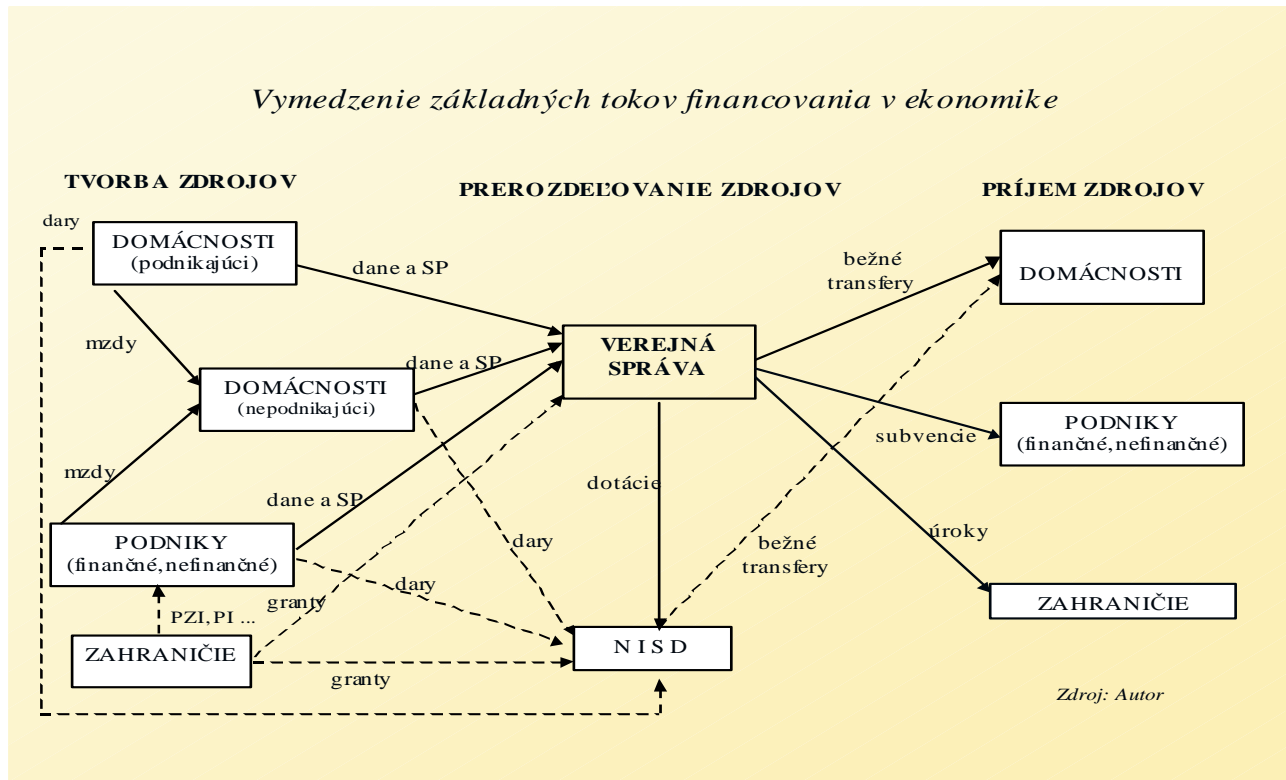 Vymedzenie základných tokov financovania v ekonomike
TVORBA ZDROJOV
PREROZDEĽOVANIE ZDROJOV
PRÍJEM ZDROJOV
dary
DOMÁCNOSTI
(podnikajúci)
dane a SP
bežné
transfery
DOMÁCNOSTI
mzdy
VEREJNÁ
SPRÁVA
dane a SP
DOMÁCNOSTI
(nepodnikajúci)
PODNIKY
(finančné, nefinančné)
subvencie
mzdy
dane a SP
dotácie
úroky
PODNIKY
(finančné, nefinančné)
dary
bežné
transfery
dary
granty
PZI, PI ...
ZAHRANIČIE
ZAHRANIČIE
N I S D
granty
Zdroj: Autor